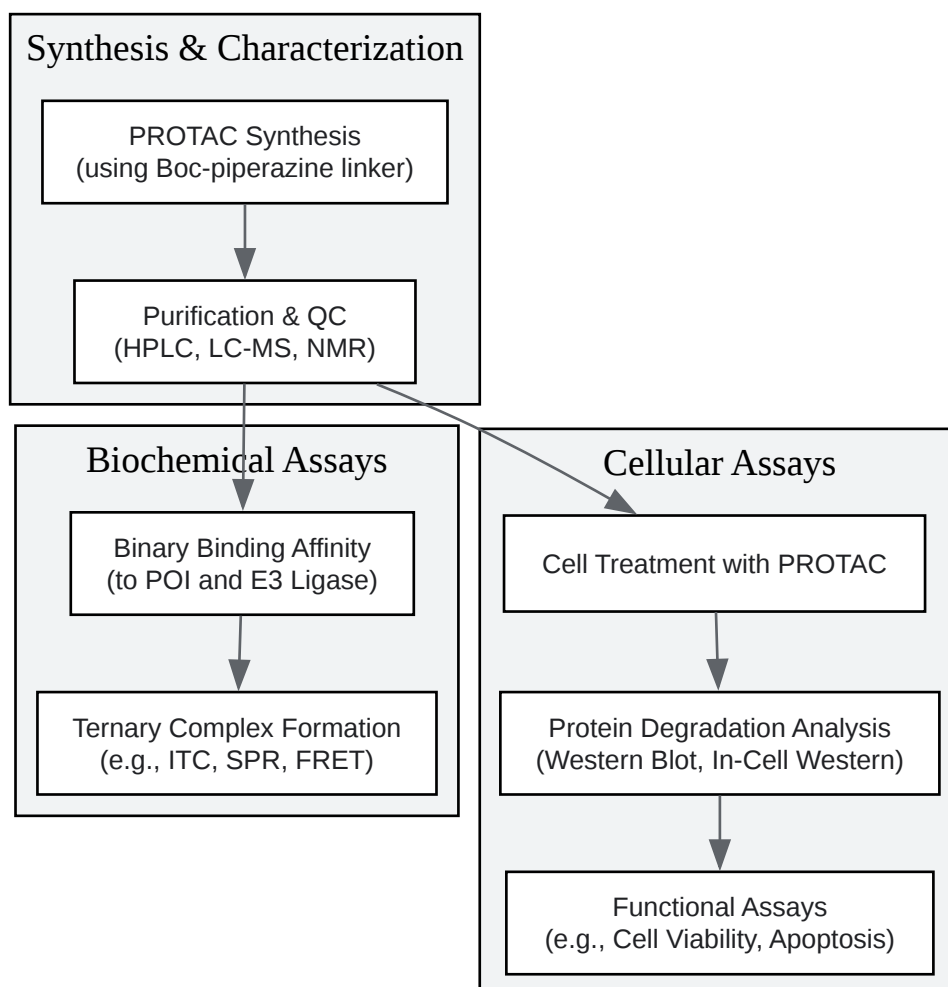 Synthesis & Characterization
PROTAC Synthesis
(using Boc-piperazine linker)
Purification & QC
(HPLC, LC-MS, NMR)
Biochemical Assays
Binary Binding Affinity
(to POI and E3 Ligase)
Ternary Complex Formation
(e.g., ITC, SPR, FRET)
Cellular Assays
Cell Treatment with PROTAC
Protein Degradation Analysis
(Western Blot, In-Cell Western)
Functional Assays
(e.g., Cell Viability, Apoptosis)